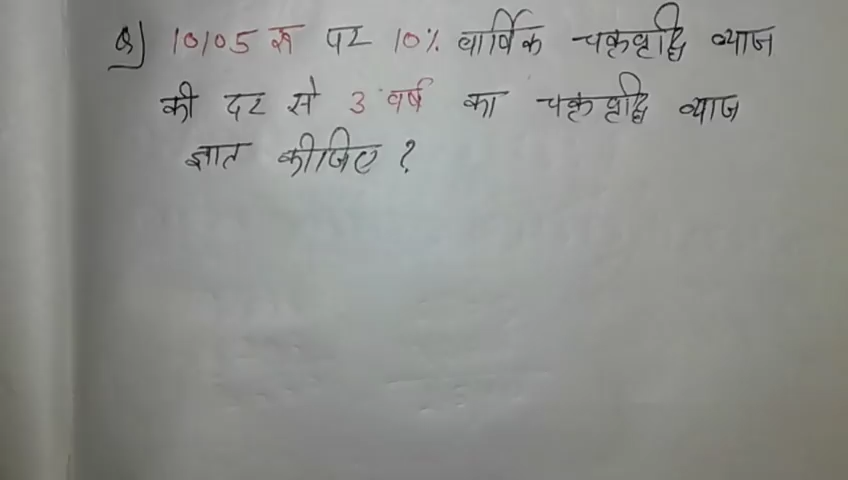 Q) 10105 रू पर 10% वार्षिक चक्रवृद्धि व्याज
की दर से 3 वर्ष का चक्रवृद्धि व्याज
ज्ञात कीजिए ?